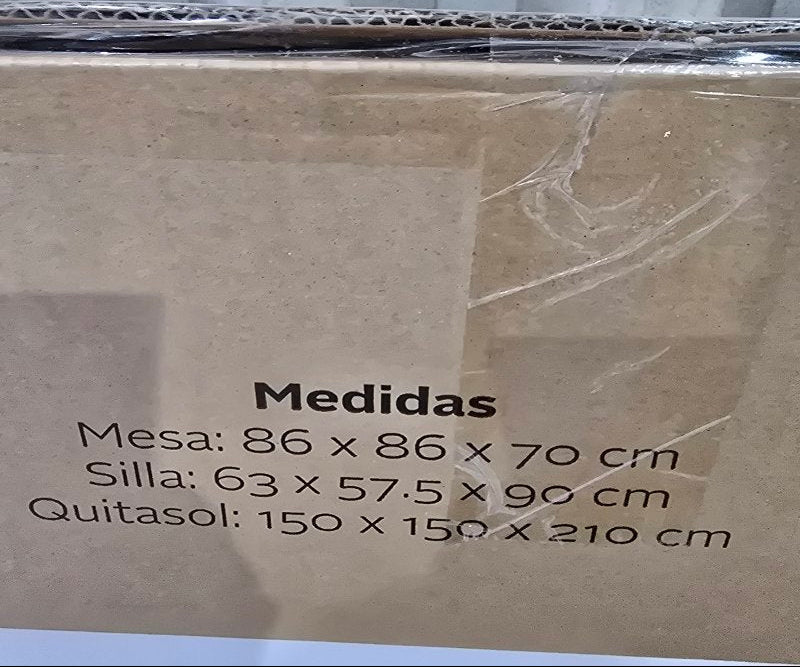 Medidas
Mesa: 86 x 86 x 70 cm
Silla: 63 x 57.5 x 90 cm
Quitasol: 150 x 150 x 210 cm